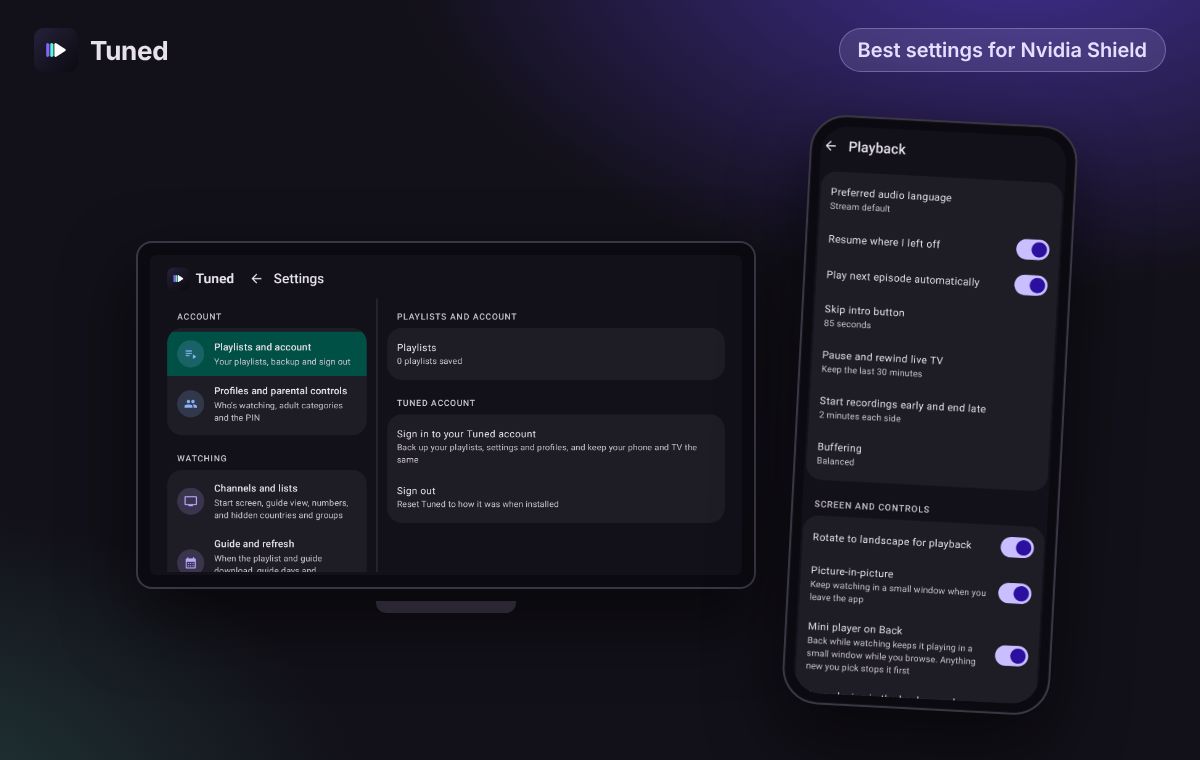 Tuned
Best settings for Nvidia Shield
Tuned
Settings
ACCOUNT
Playlists and account
Your playlists, backup and sign out
Profiles and parental controls
Who's watching, adult categories
and the PIN
WATCHING
Channels and lists
Start screen, guide view, numbers,
and hidden countries and groups
Guide and refresh
When the playlist and guide
download, guide days and
PLAYLISTS AND ACCOUNT
Playlists
0 playlists saved
TUNED ACCOUNT
Sign in to your Tuned account
Back up your playlists, settings and profiles, and keep your phone and TV the
same
Sign out
Reset Tuned to how it was when installed
Playback
Preferred audio language
Stream default
Resume where I left off
Play next episode automatically
Skip intro button
85 seconds
Pause and rewind live TV
Keep the last 30 minutes
Start recordings early and end late
2 minutes each side
Buffering
Balanced
SCREEN AND CONTROLS
Rotate to landscape for playback
Picture-in-picture
Keep watching in a small window when you
leave the app
Mini player on Back
Back while watching keeps it playing in a
small window while you browse. Anything
new you pick stops it first